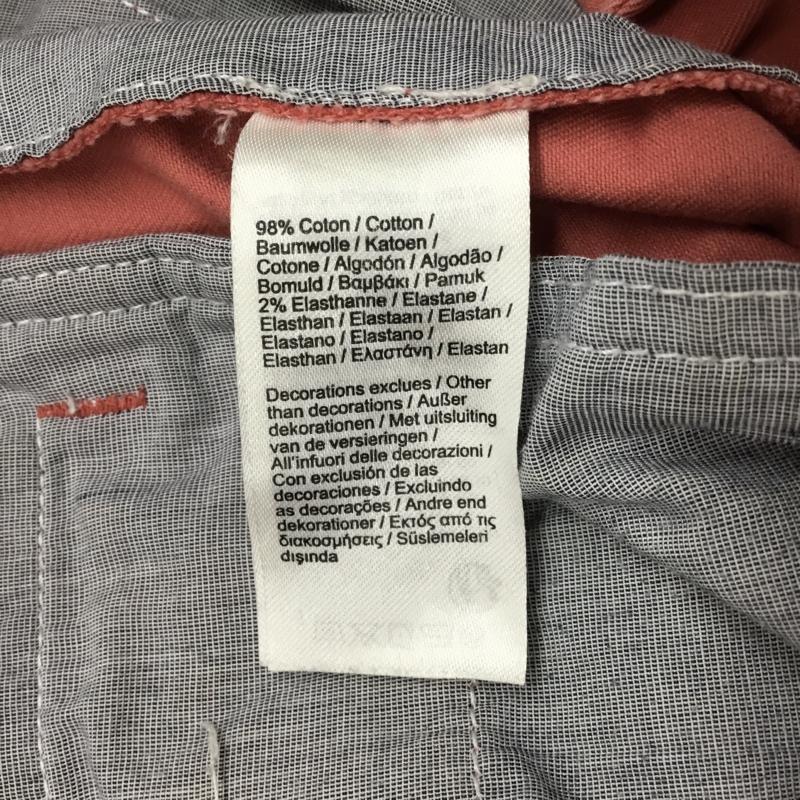 98% Coton / Cotton /
Baumwolle / Katoen /
Cotone / Algodón / Algodão /
Bomuld / Βαμβάκι / Pamuk
2% Elasthanne / Elastane /
Elasthan / Elastaan / Elastan /
Elastano / Elastano /
Elasthan / Ελαστάνη / Elastan
Decorations exclues / Other
than decorations / Außer
dekorationen / Met uitsluiting
van de versieringen /
All'infuori delle decorazioni /
Con exclusión de las
decoraciones / Excluindo
as decorações / Andre end
dekorationer / Εκτός από τις
διακοσμήσεις / Süslemeleri
dışında